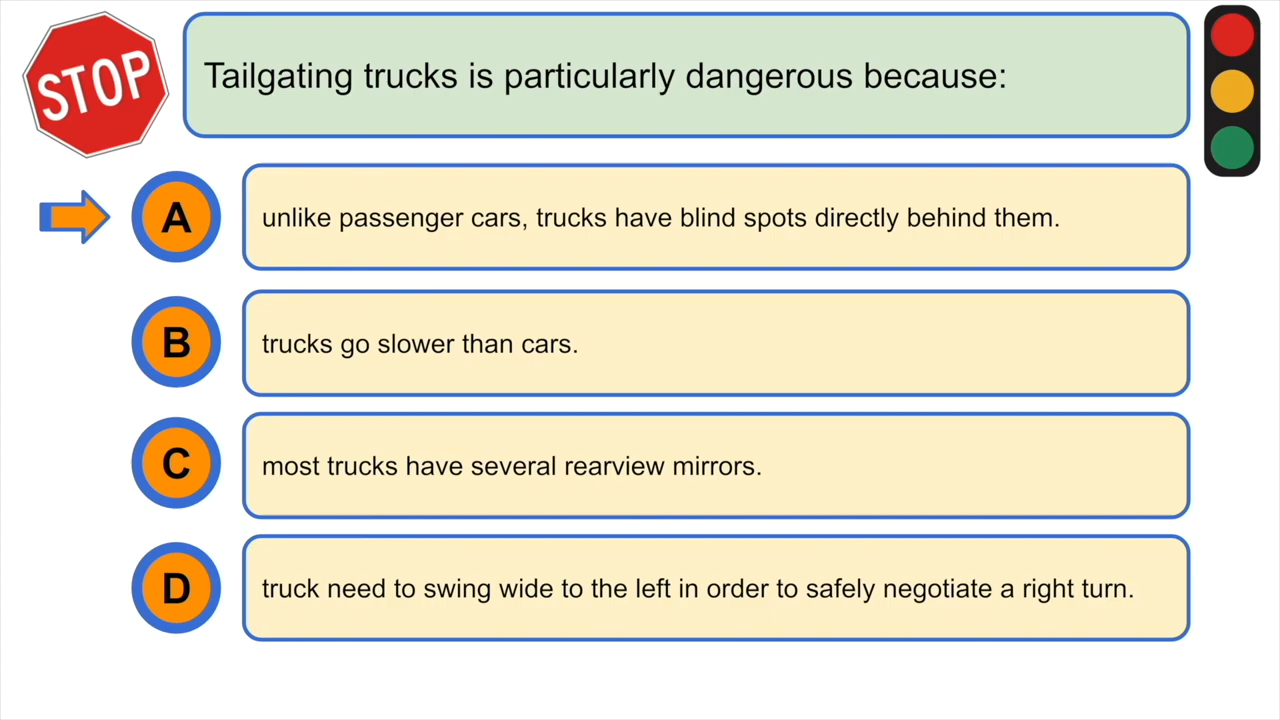 STOP
Tailgating trucks is particularly dangerous because:
A
unlike passenger cars, trucks have blind spots directly behind them.
B
trucks go slower than cars.
C
most trucks have several rearview mirrors.
D
truck need to swing wide to the left in order to safely negotiate a right turn.